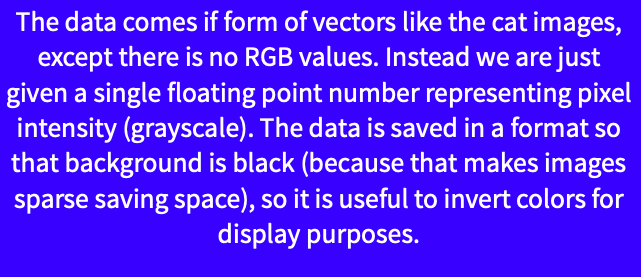 The data comes if form of vectors like the cat images,
except there is no RGB values. Instead we are just
given a single floating point number representing pixel
intensity (grayscale). The data is saved in a format so
that background is black (because that makes images
sparse saving space), so it is useful to invert colors for
display purposes.